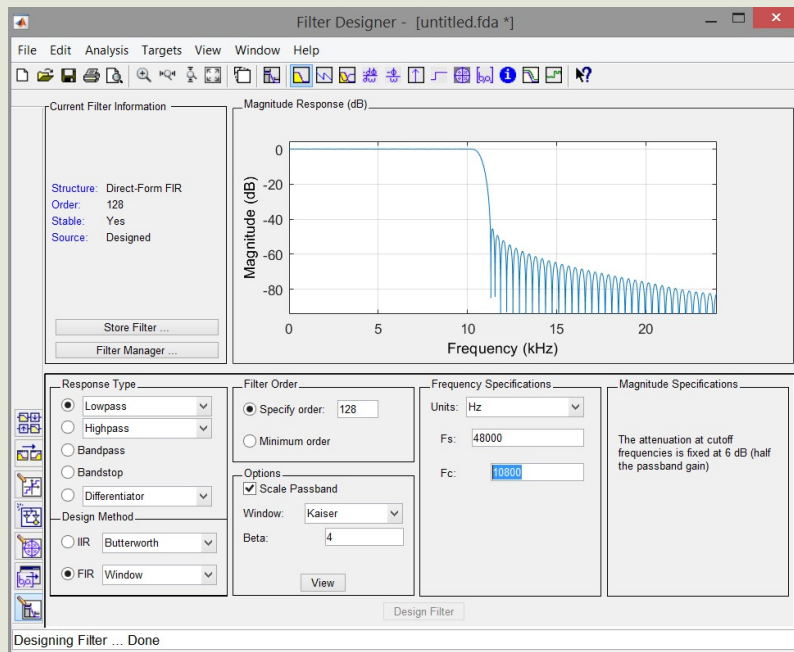 Filter Designer - [untitled.fda *]
File Edit Analysis Targets View Window Help
Current Filter Information
Structure: Direct-Form FIR
Order: 128
Stable: Yes
Source: Designed
Store Filter ...
Filter Manager ...
Magnitude Response (dB)
Magnitude (dB)
0
-20
-40
-60
-80
0 5 10 15 20
Frequency (kHz)
Response Type
Lowpass
Highpass
Bandpass
Bandstop
Differentiator
Design Method
IIR Butterworth
FIR Window
Filter Order
Specify order: 128
Minimum order
Options
Scale Passband
Window: Kaiser
Beta: 4
View
Frequency Specifications
Units: Hz
Fs: 48000
Fc: 10800
Magnitude Specifications
The attenuation at cutoff
frequencies is fixed at 6 dB (half
the passband gain)
Design Filter
Designing Filter ... Done